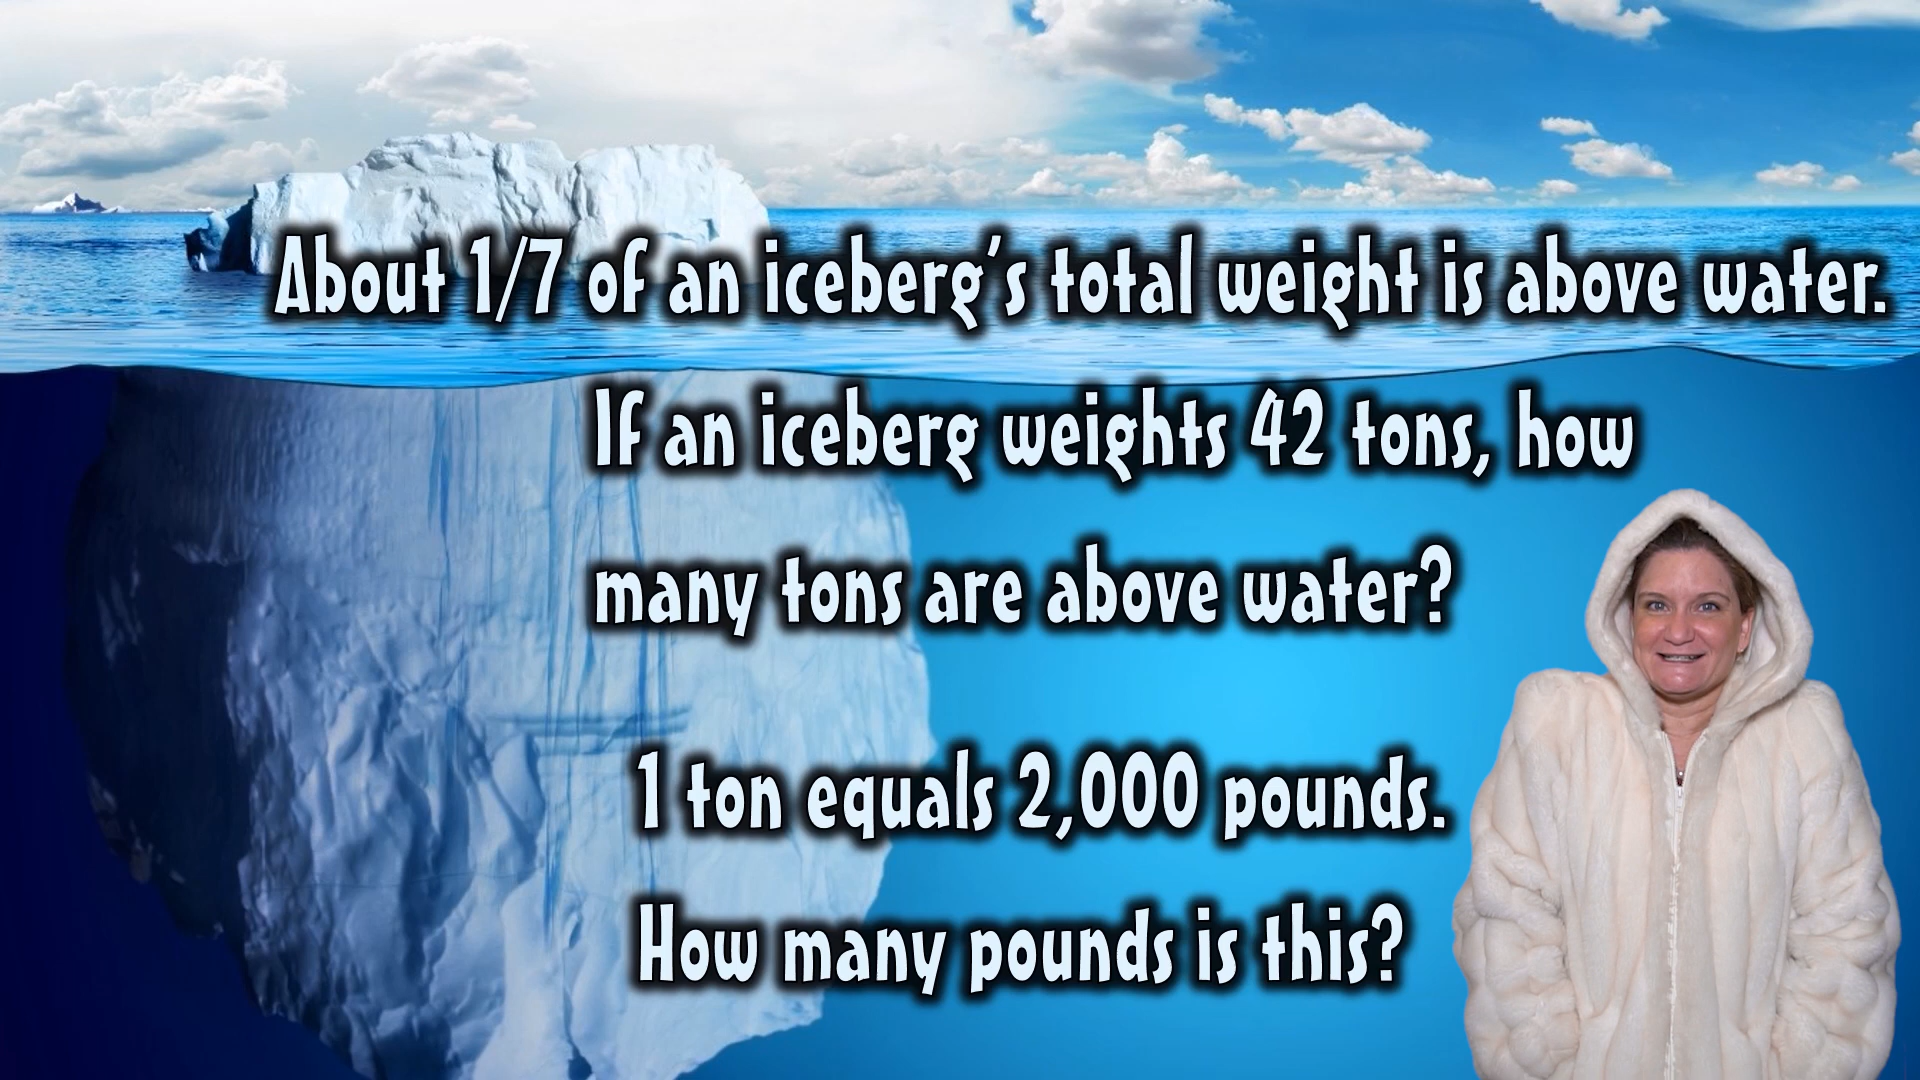 About 1/7 of an iceberg's total weight is above water.
If an iceberg weights 42 tons, how
many tons are above water?
1 ton equals 2,000 pounds.
How many pounds is this?